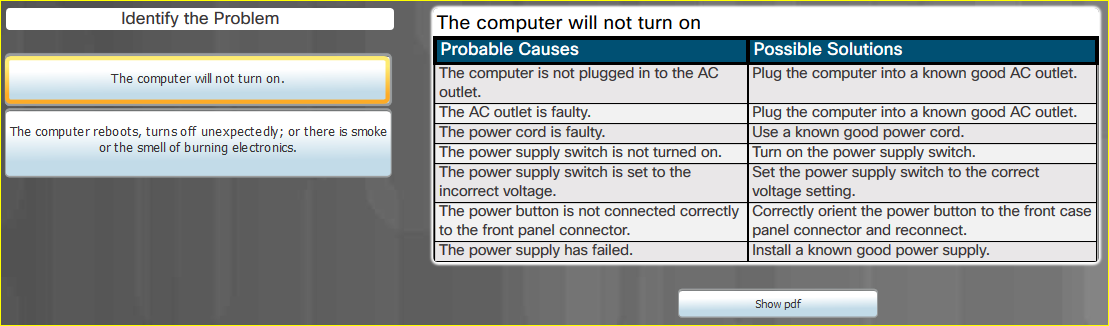 Identify the Problem
The computer will not turn on.
The computer reboots, turns off unexpectedly; or there is smoke
or the smell of burning electronics.
The computer will not turn on
Probable Causes Possible Solutions
The computer is not plugged in to the AC Plug the computer into a known good AC outlet.
outlet.
The AC outlet is faulty. Plug the computer into a known good AC outlet.
The power cord is faulty. Use a known good power cord.
The power supply switch is not turned on. Turn on the power supply switch.
The power supply switch is set to the Set the power supply switch to the correct
incorrect voltage. voltage setting.
The power button is not connected correctly Correctly orient the power button to the front case
to the front panel connector. panel connector and reconnect.
The power supply has failed. Install a known good power supply.
Show pdf